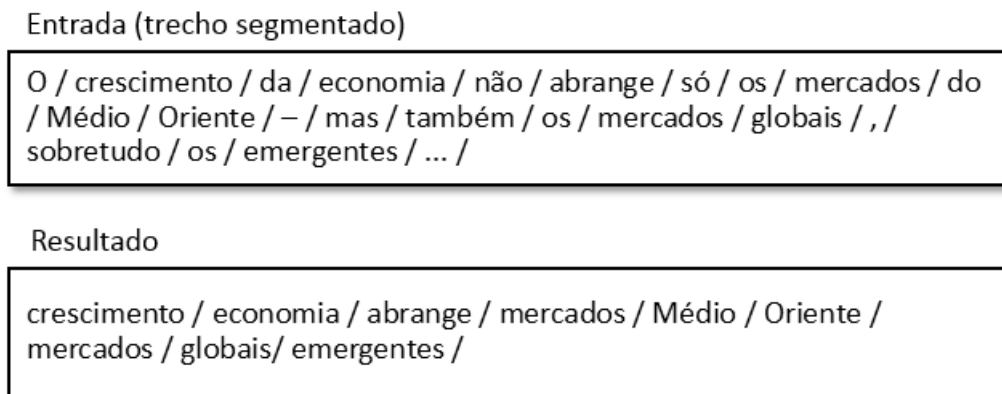 Entrada (trecho segmentado)
O / crescimento / da / economia / não / abrange / só / os / mercados / do
/ Médio / Oriente / – / mas / também / os / mercados / globais / , /
sobretudo / os / emergentes / ... /
Resultado
crescimento / economia / abrange / mercados / Médio / Oriente /
mercados / globais/ emergentes /